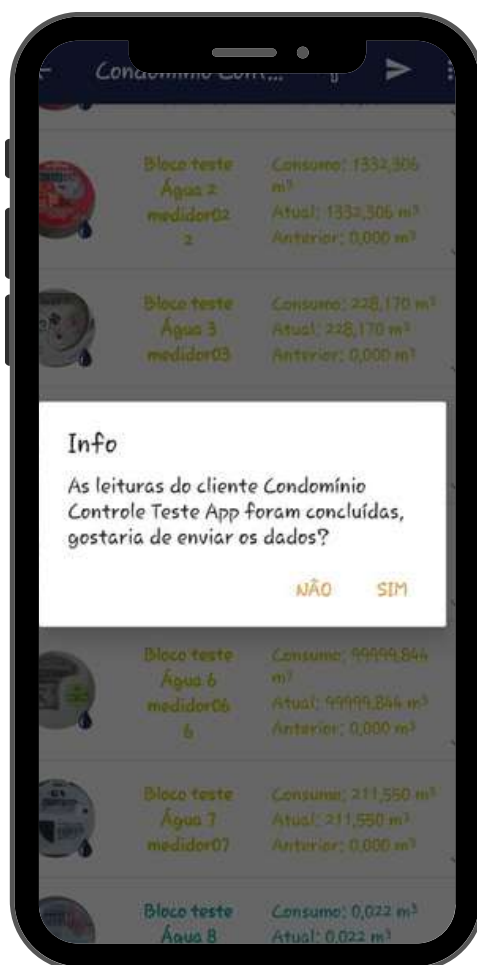 Condomínio Cont...
Bloco teste
Água 2
medidor02
2
Consumo: 1332,306
m³
Atual: 1332,306 m³
Anterior: 0,000 m³
Bloco teste
Água 3
medidor03
Consumo: 228,170 m³
Atual: 228,170 m³
Anterior: 0,000 m³
Info
As leituras do cliente Condomínio
Controle Teste App foram concluídas,
gostaria de enviar os dados?
NÃO SIM
Bloco teste
Água 6
medidor06
6
Consumo: 99999,844
m³
Atual: 99999,844 m³
Anterior: 0,000 m³
Bloco teste
Água 7
medidor07
Consumo: 211,550 m³
Atual: 211,550 m³
Anterior: 0,000 m³
Bloco teste
Água 8
Consumo: 0,022 m³
Atual: 0,022 m³